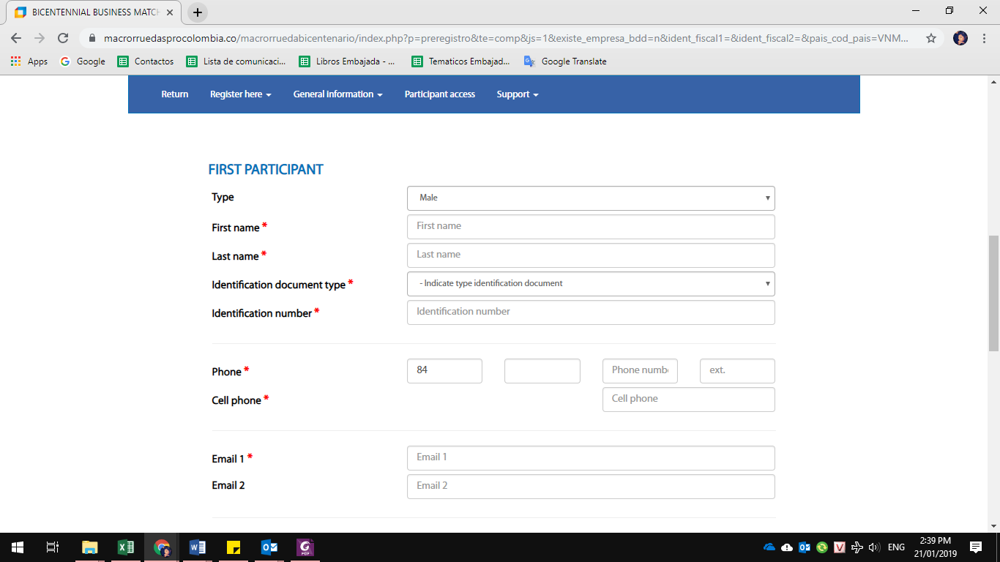 BICENTENNIAL BUSINESS MATCH
macrorruedasprocolombia.co/macrorruedabicentenario/index.php?p=preregistro&te=comp&js=1&existe_empresa_bdd=n&ident_fiscal1=&ident_fiscal2=&pais_cod_pais=VNM...
Apps Google Contactos Lista de comunicaci... Libros Embajada - ... Tematicos Embajad... Google Translate
Return Register here General information Participant access Support
FIRST PARTICIPANT
Type Male
First name * First name
Last name * Last name
Identification document type * - Indicate type identification document
Identification number * Identification number
Phone * 84 Phone numb ext.
Cell phone * Cell phone
Email 1 * Email 1
Email 2 Email 2
ENG 2:39 PM
21/01/2019